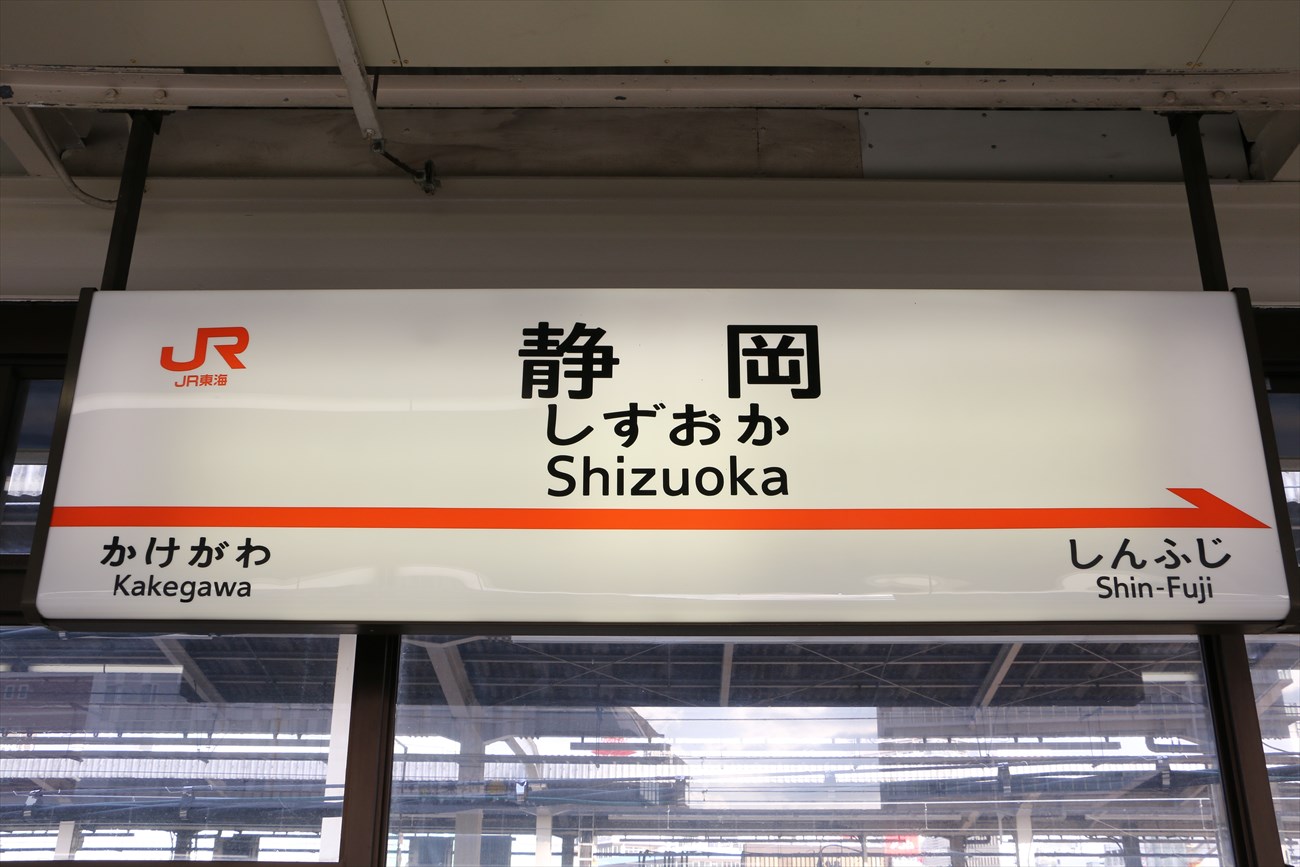 JR
JR東海
静岡
しずおか
Shizuoka
かけがわ
Kakegawa
しんふじ
Shin-Fuji